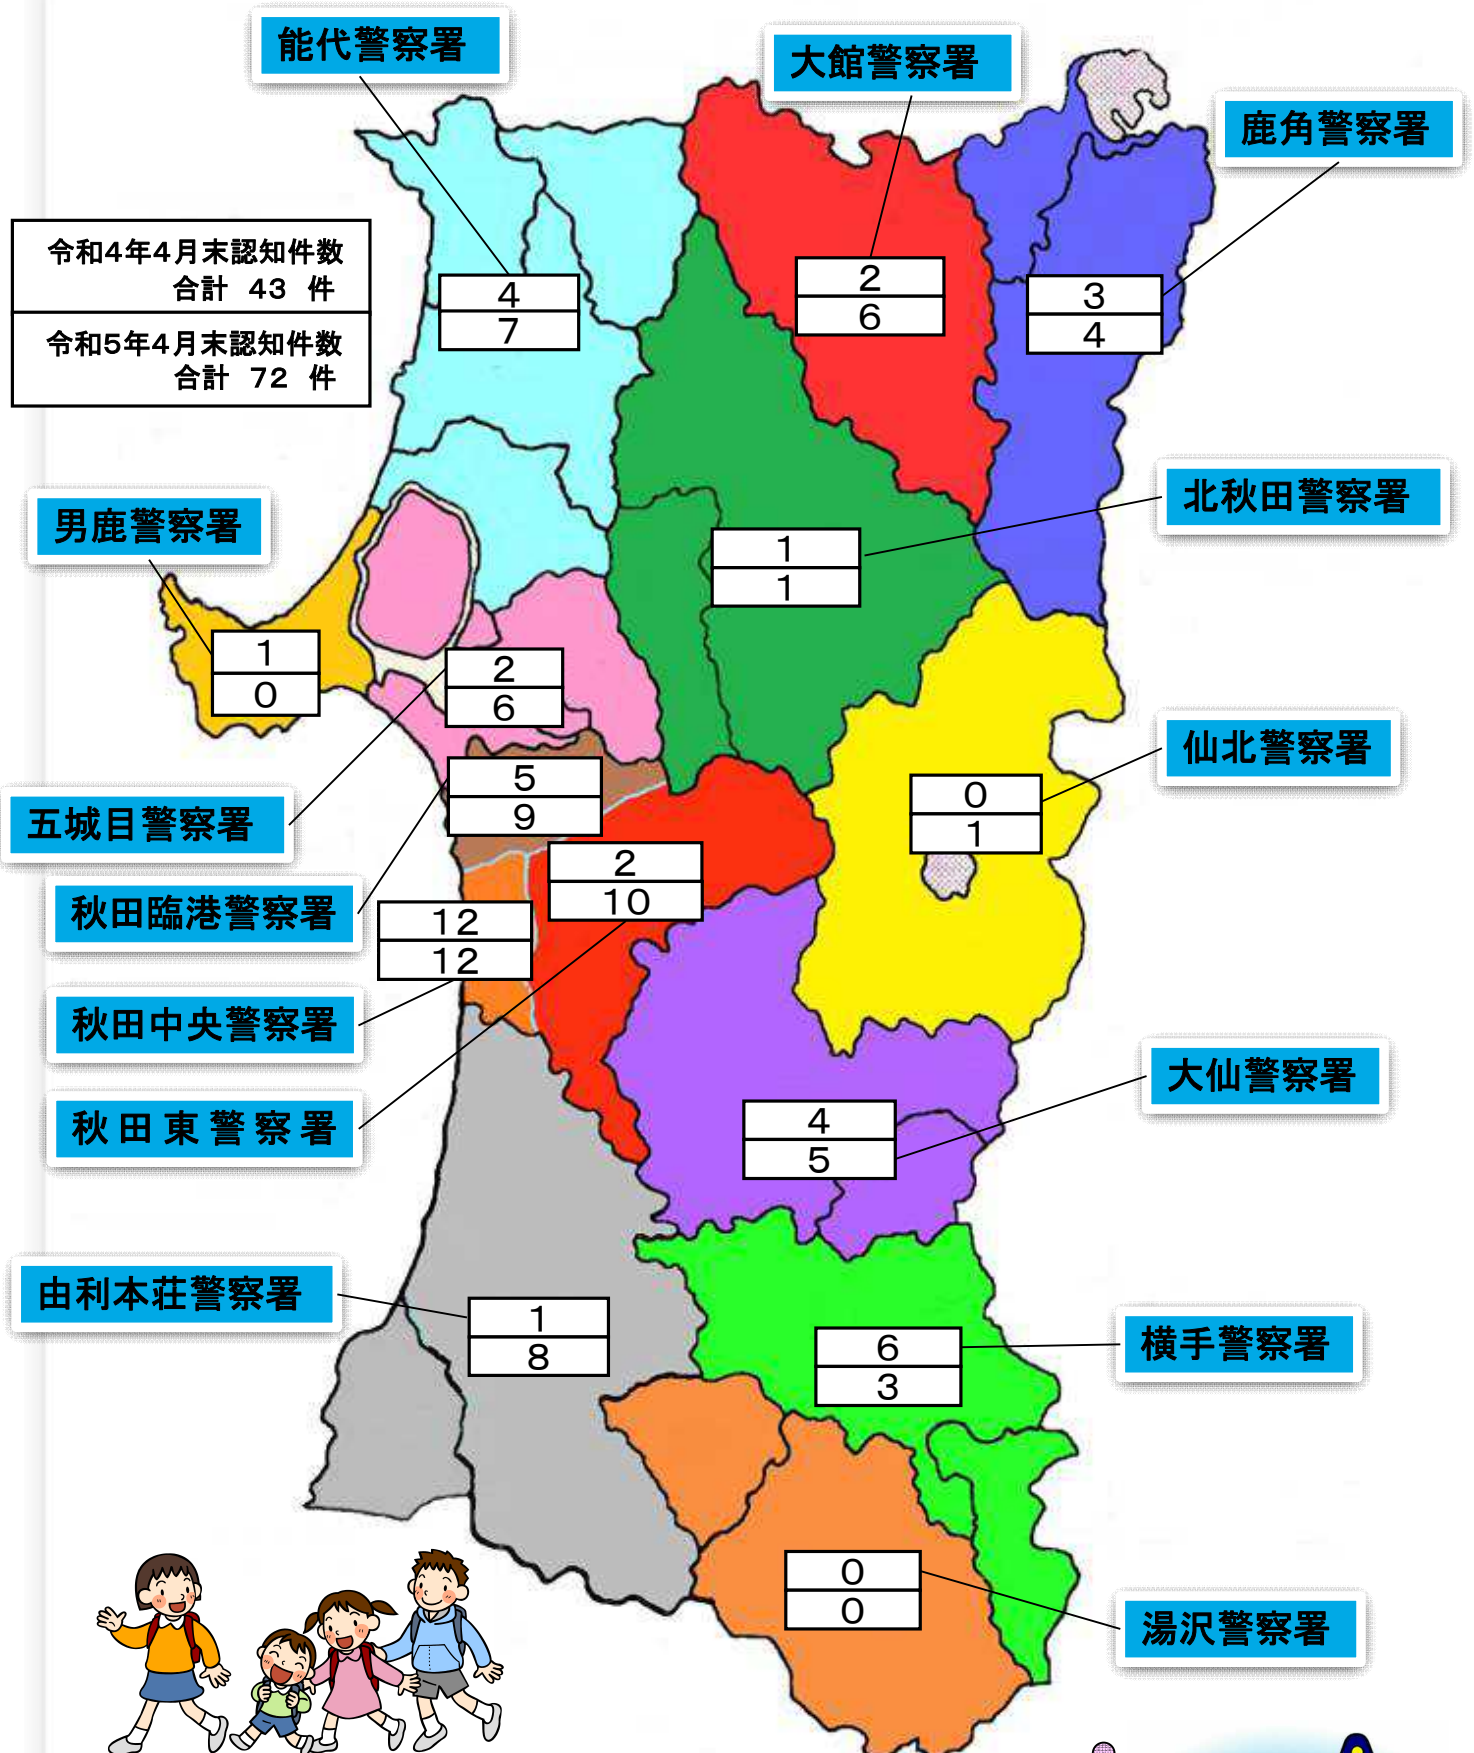 能代警察署
大館警察署
鹿角警察署
令和4年4月末認知件数
合計 43 件
令和5年4月末認知件数
合計 72 件
4
7
2
6
3
4
北秋田警察署
男鹿警察署
1
1
1
0
2
6
仙北警察署
五城目警察署
5
9
0
1
秋田臨港警察署
2
10
12
12
秋田中央警察署
大仙警察署
秋田東警察署
4
5
由利本荘警察署
1
8
横手警察署
6
3
0
0
湯沢警察署